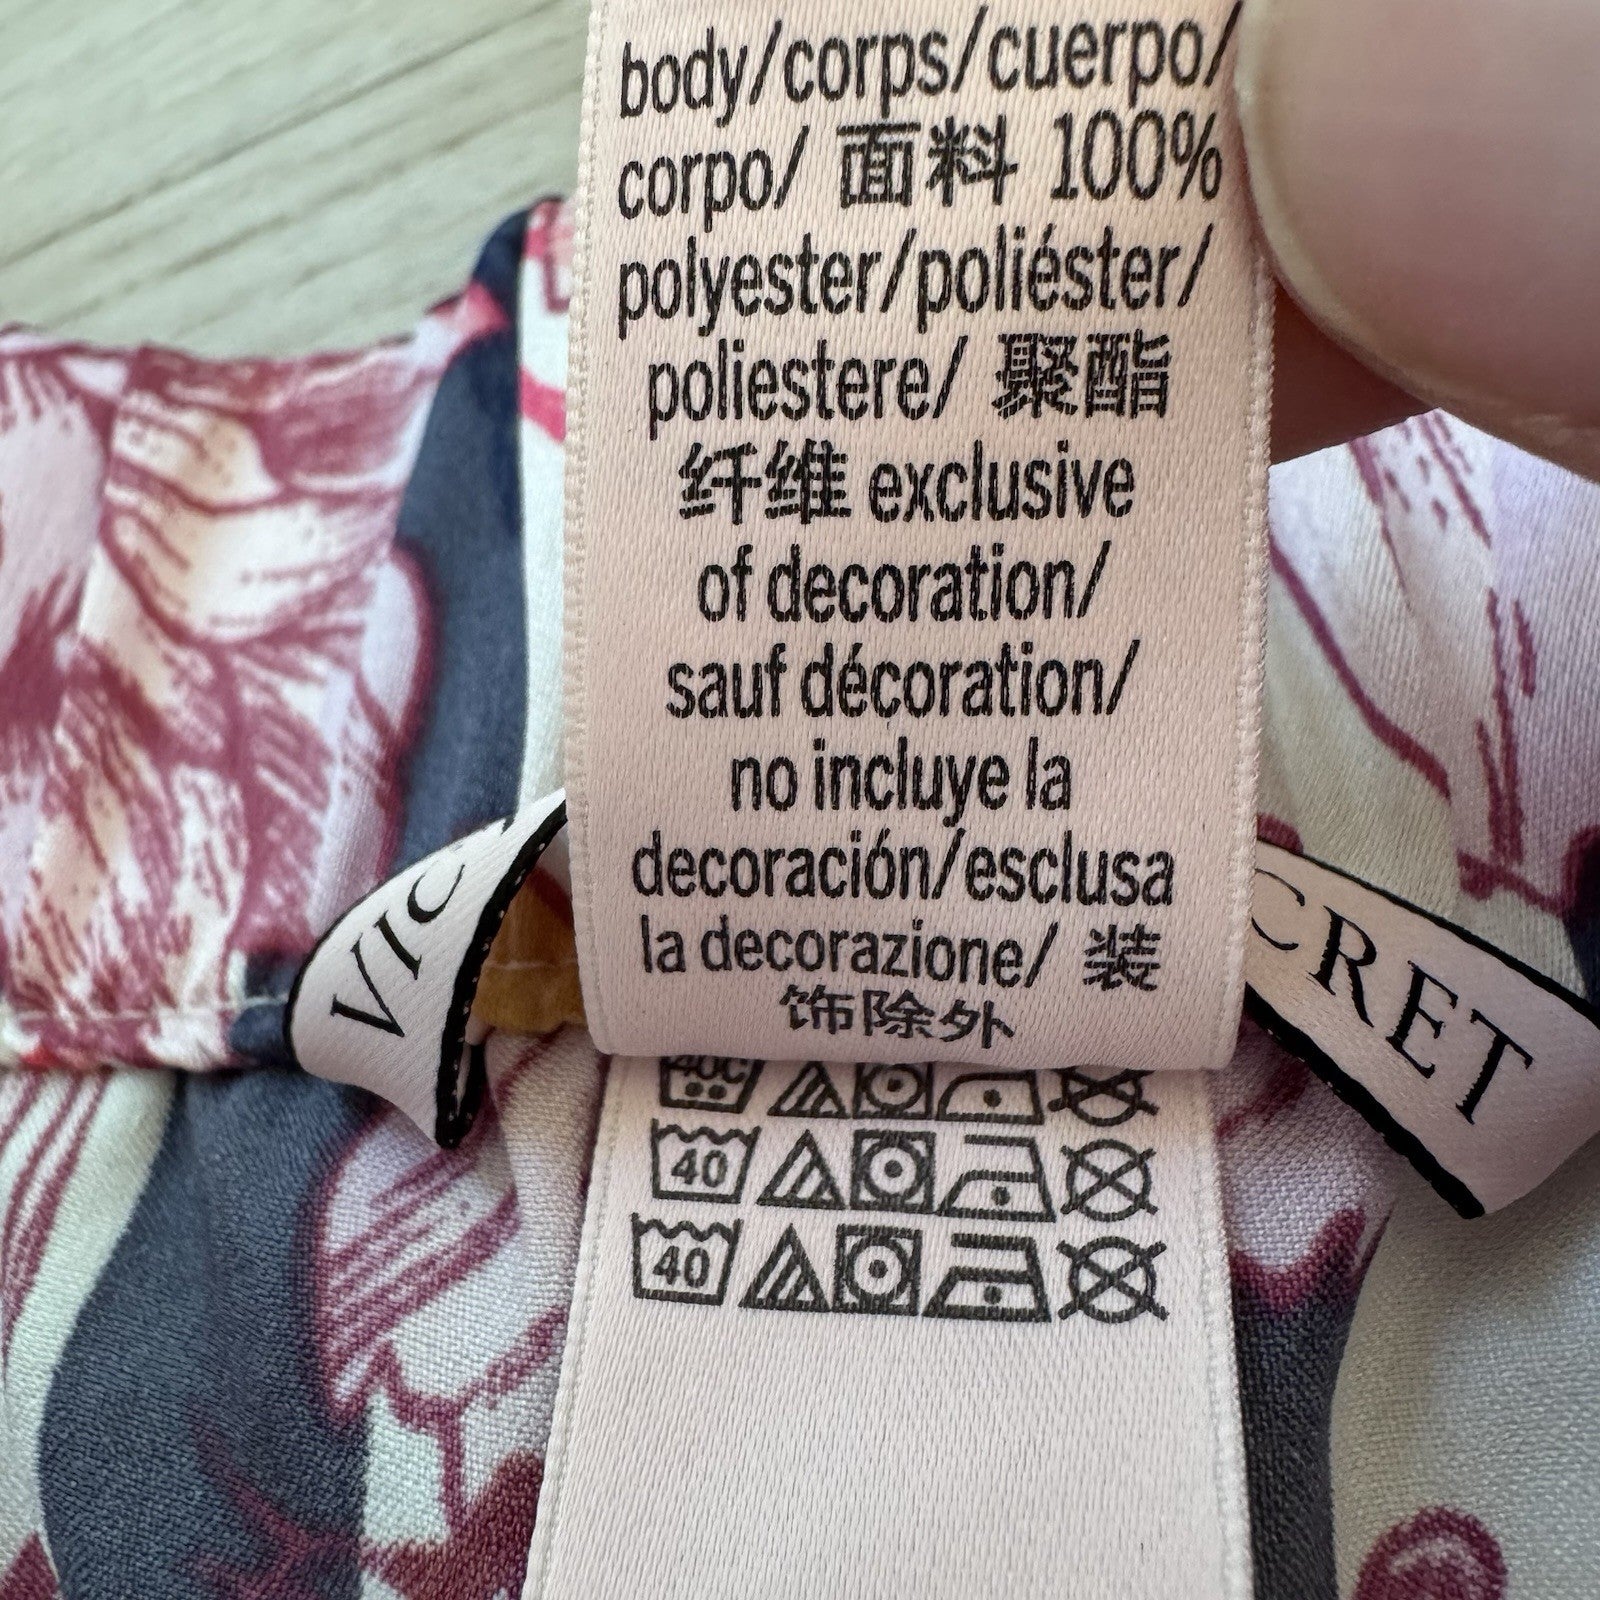 body/corps/cuerpo/
corpo/ 面料 100%
polyester/poliéster/
poliestere/ 聚酯
纤维 exclusive
of decoration/
sauf décoration/
no incluye la
decoración/esclusa
la decorazione/ 装
饰除外
VIC
CRET
40C
40
40